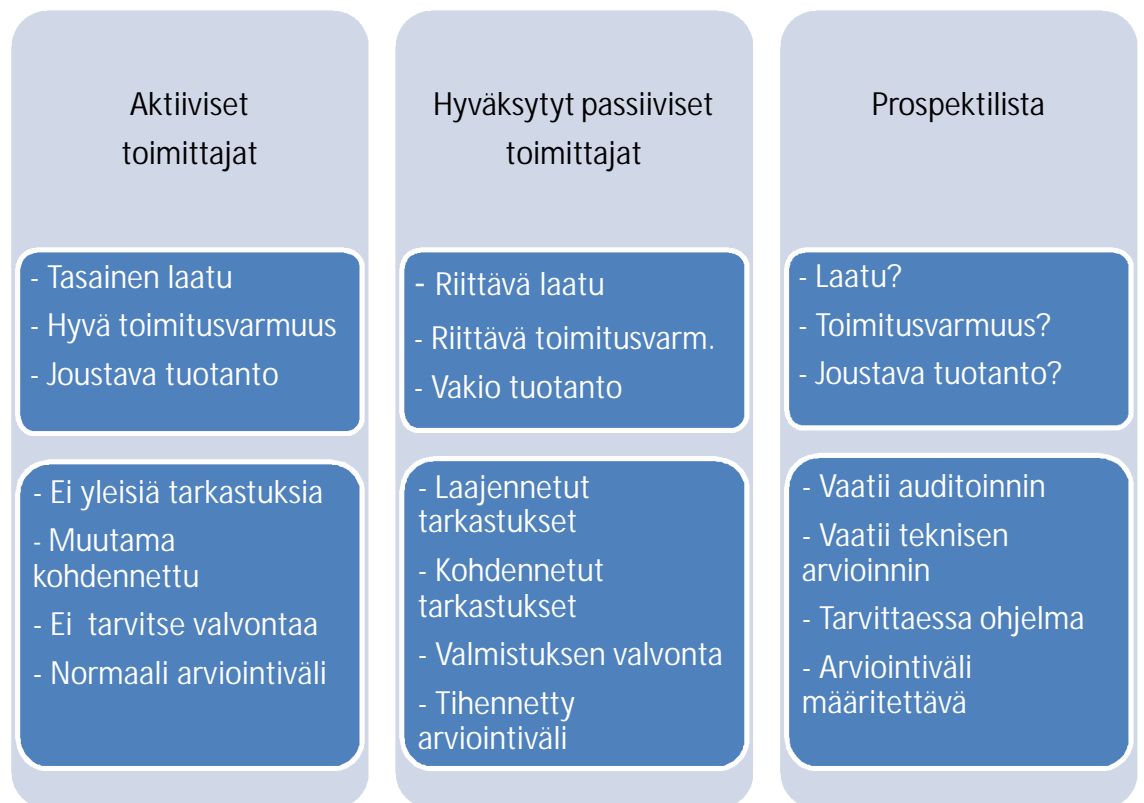 Aktiiviset
toimittajat
- Tasainen laatu
- Hyvä toimitusvarmuus
- Joustava tuotanto
- Ei yleisiä tarkastuksia
- Muutama
kohdennettu
- Ei  tarvitse valvontaa
- Normaali arviointiväli
Hyväksytyt passiiviset
toimittajat
- Riittävä laatu
- Riittävä toimitusvarm.
- Vakio tuotanto
- Laajennetut
tarkastukset
- Kohdennetut
tarkastukset
- Valmistuksen valvonta
- Tihennetty
arviointiväli
Prospektilista
- Laatu?
- Toimitusvarmuus?
- Joustava tuotanto?
- Vaatii auditoinnin
- Vaatii teknisen
arvioinnin
- Tarvittaessa ohjelma
- Arviointiväli
määritettävä